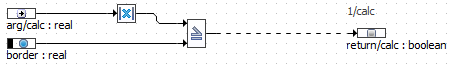 1/calc
arg/calc : real
|x|
≥
border : real
return/calc : boolean